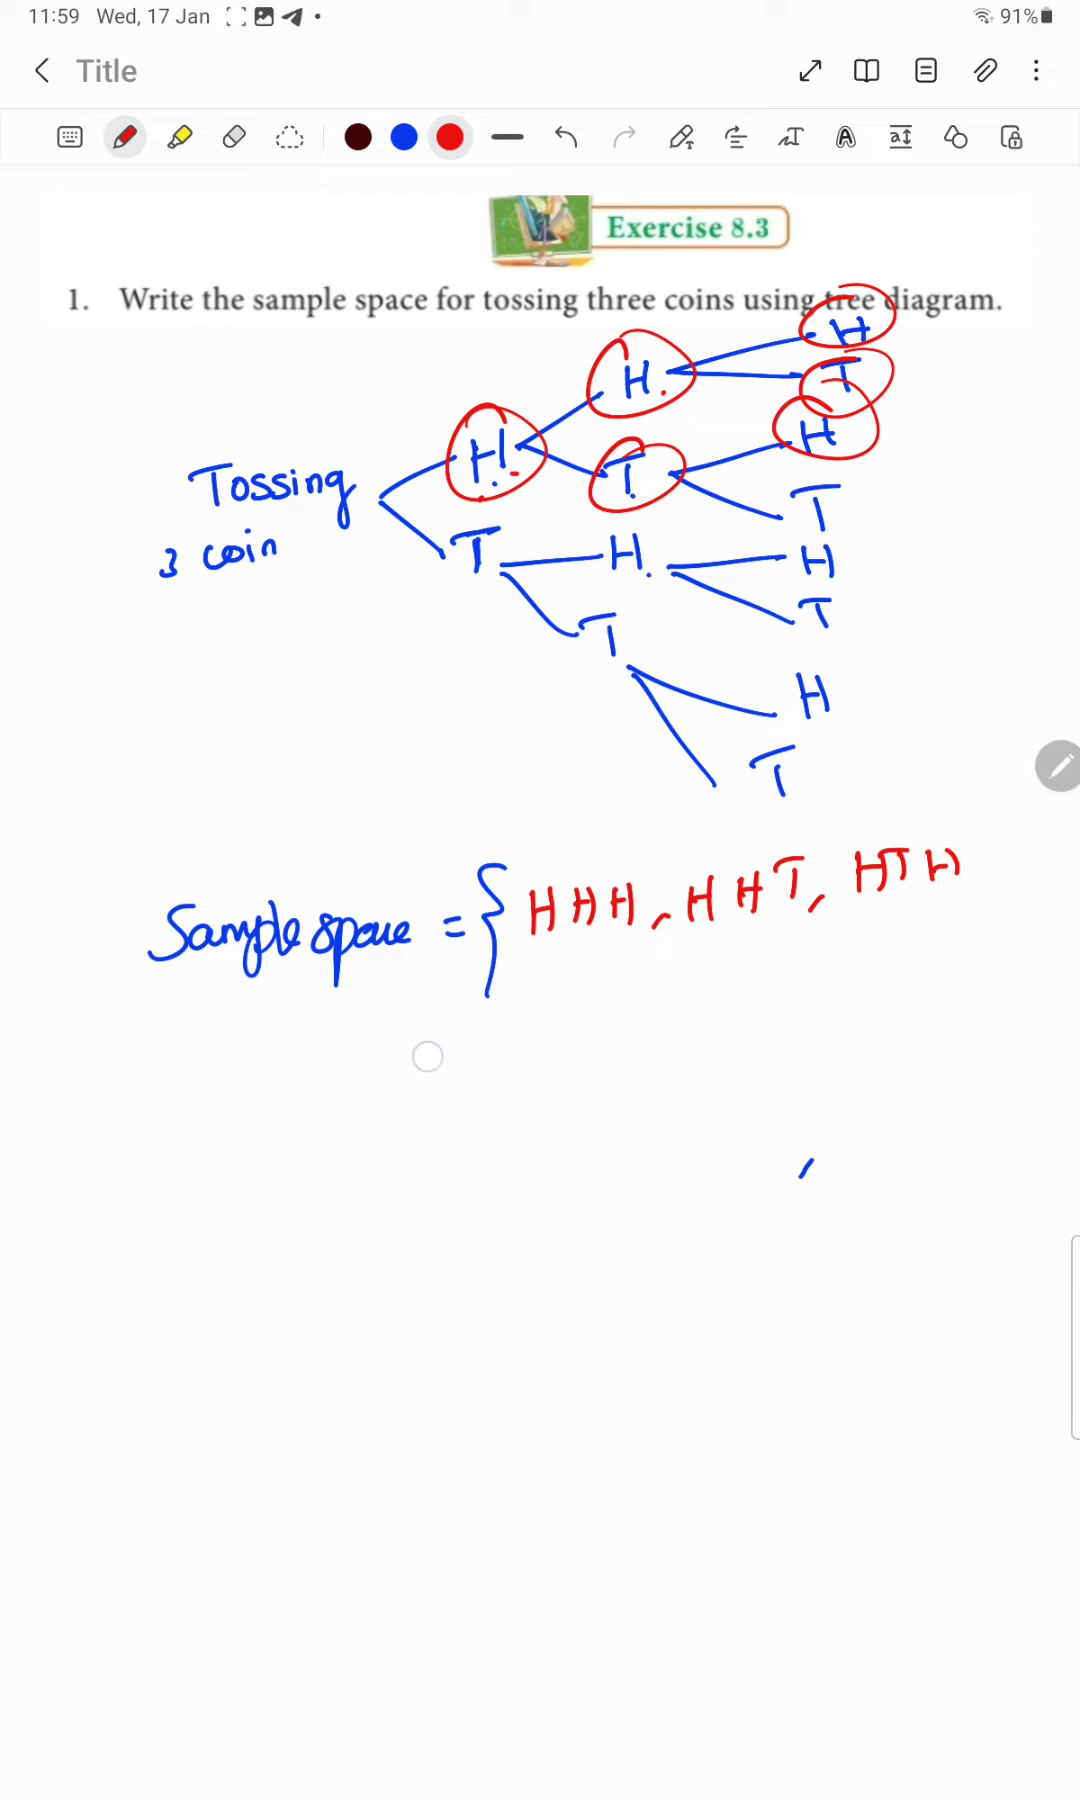 11:59 Wed, 17 Jan 91%
Title
Exercise 8.3
1. Write the sample space for tossing three coins using tree diagram.
H
H. T
H! T H
Tossing T
3 coin T H. H
T T
H
T
Sample space = { HHH, HHT, HTH
,